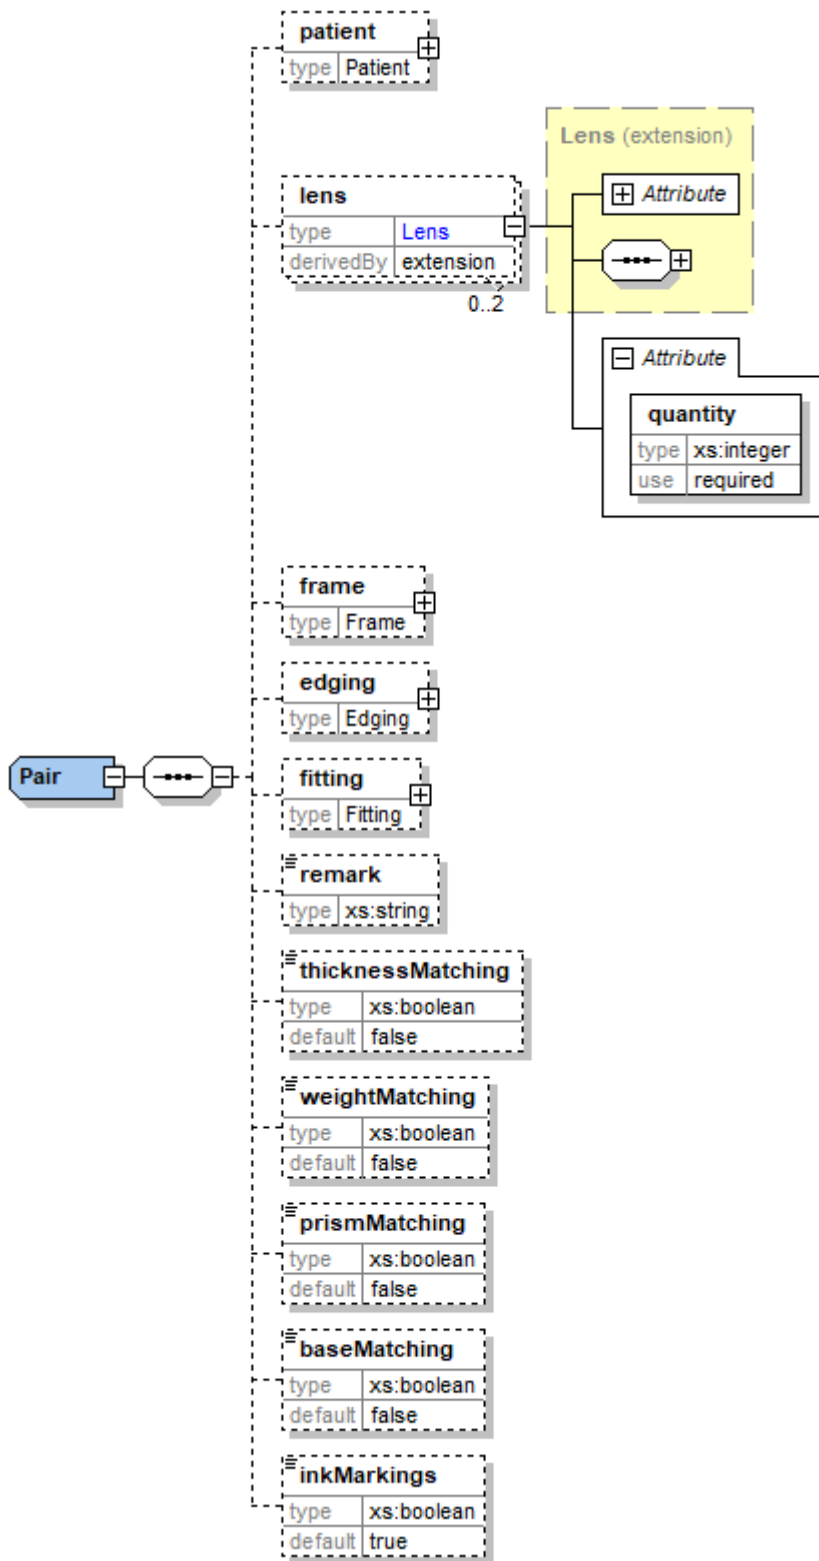 patient
type Patient
Lens (extension)
lens
type Lens
derivedBy extension
0..2
Attribute
Attribute
quantity
type xs:integer
use required
frame
type Frame
edging
type Edging
Pair
fitting
type Fitting
remark
type xs:string
thicknessMatching
type xs:boolean
default false
weightMatching
type xs:boolean
default false
prismMatching
type xs:boolean
default false
baseMatching
type xs:boolean
default false
inkMarkings
type xs:boolean
default true